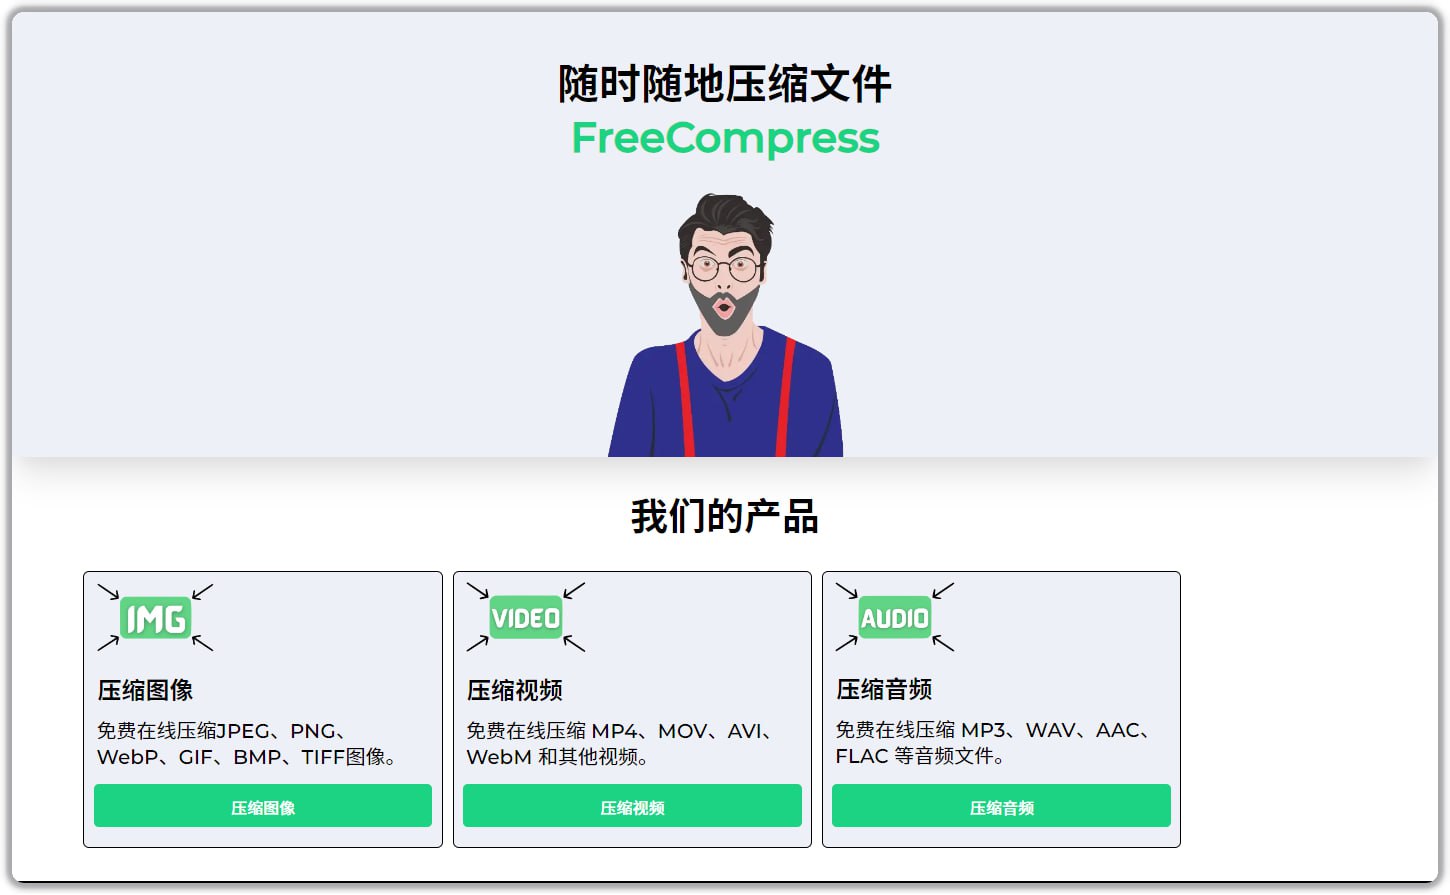 随时随地压缩文件
FreeCompress
我们的产品
IMG
压缩图像
免费在线压缩JPEG、PNG、
WebP、GIF、BMP、TIFF图像。
压缩图像
VIDEO
压缩视频
免费在线压缩 MP4、MOV、AVI、
WebM 和其他视频。
压缩视频
AUDIO
压缩音频
免费在线压缩 MP3、WAV、AAC、
FLAC 等音频文件。
压缩音频